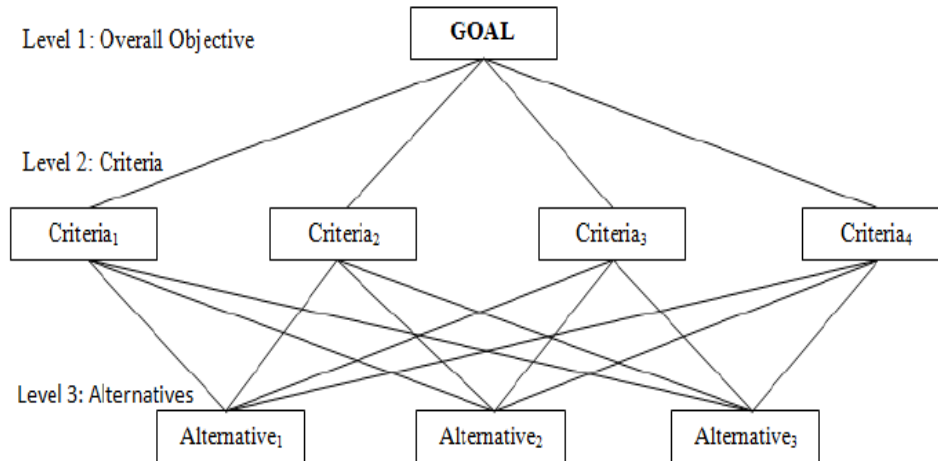 GOAL
Level 1: Overall Objective
Level 2: Criteria
Criteria₁
Criteria₂
Criteria₃
Criteria₄
Level 3: Alternatives
Alternative₁
Alternative₂
Alternative₃